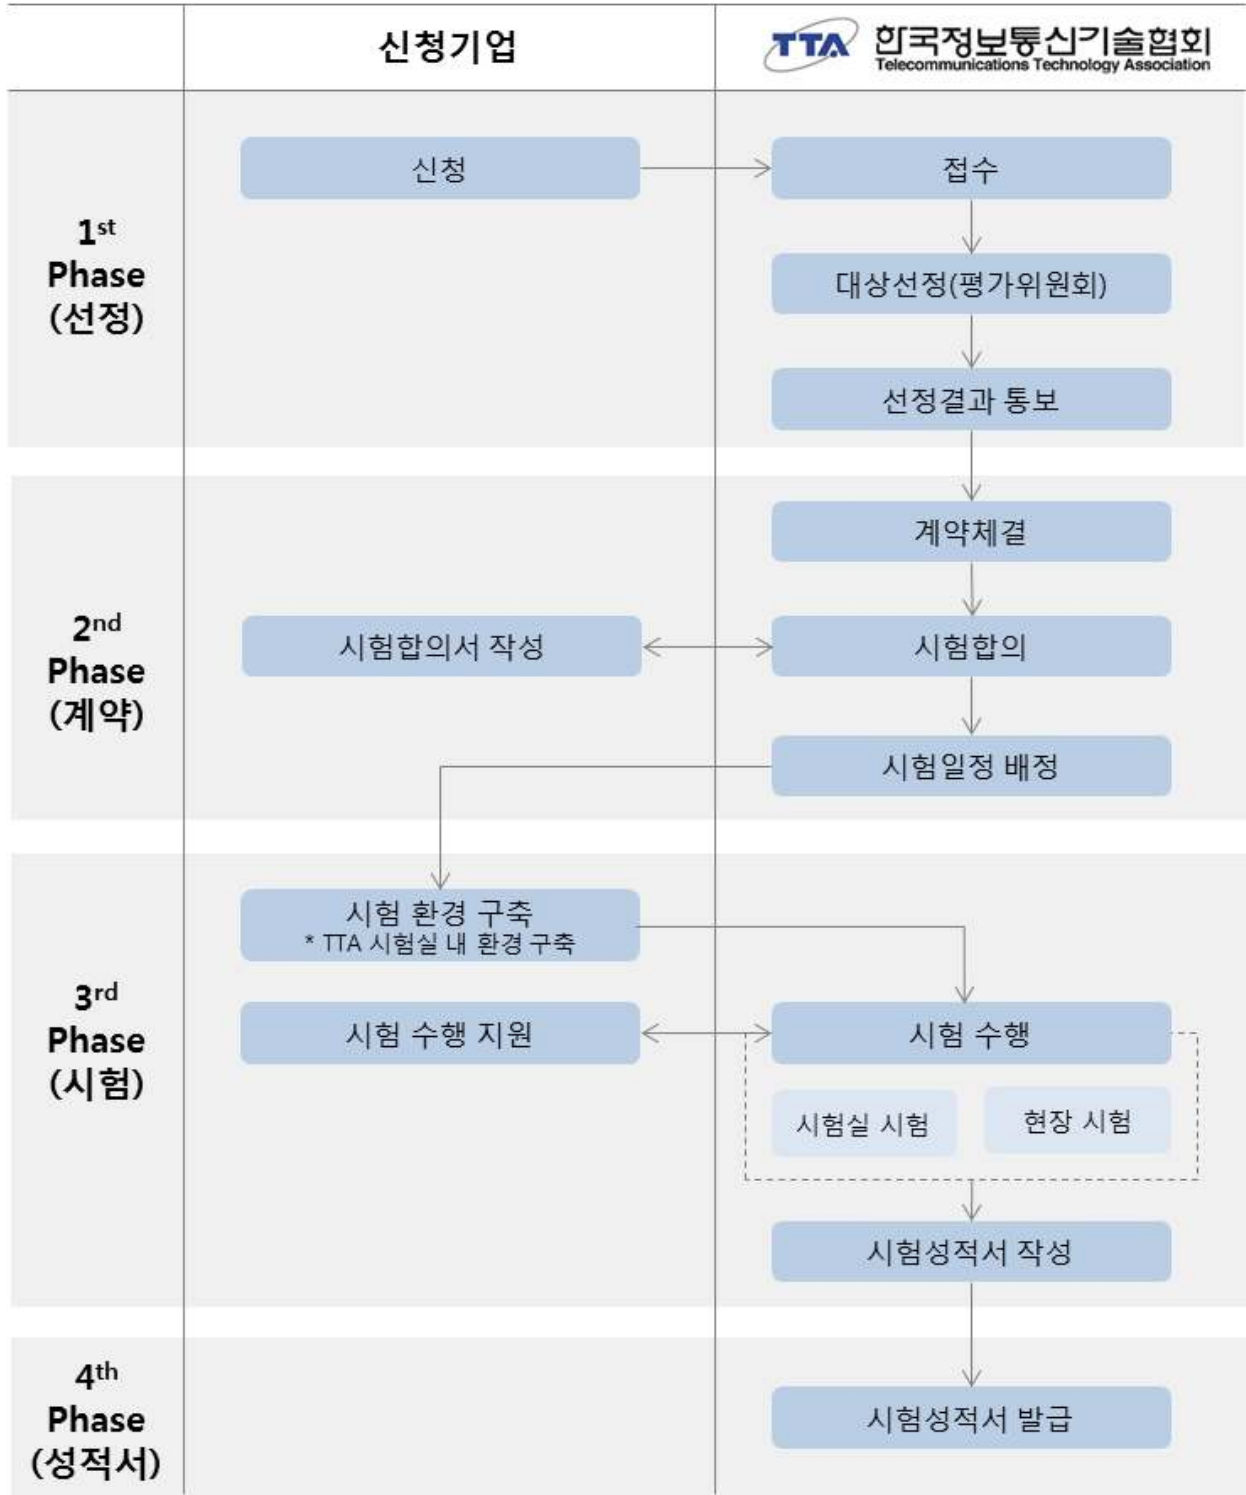 신청기업
TTA 한국정보통신기술협회
Telecommunications Technology Association
1st
Phase
(선정)
신청
접수
대상선정(평가위원회)
선정결과 통보
2nd
Phase
(계약)
계약체결
시험합의서 작성
시험합의
시험일정 배정
3rd
Phase
(시험)
시험 환경 구축
* TTA 시험실 내 환경 구축
시험 수행 지원
시험 수행
시험실 시험
현장 시험
시험성적서 작성
4th
Phase
(성적서)
시험성적서 발급